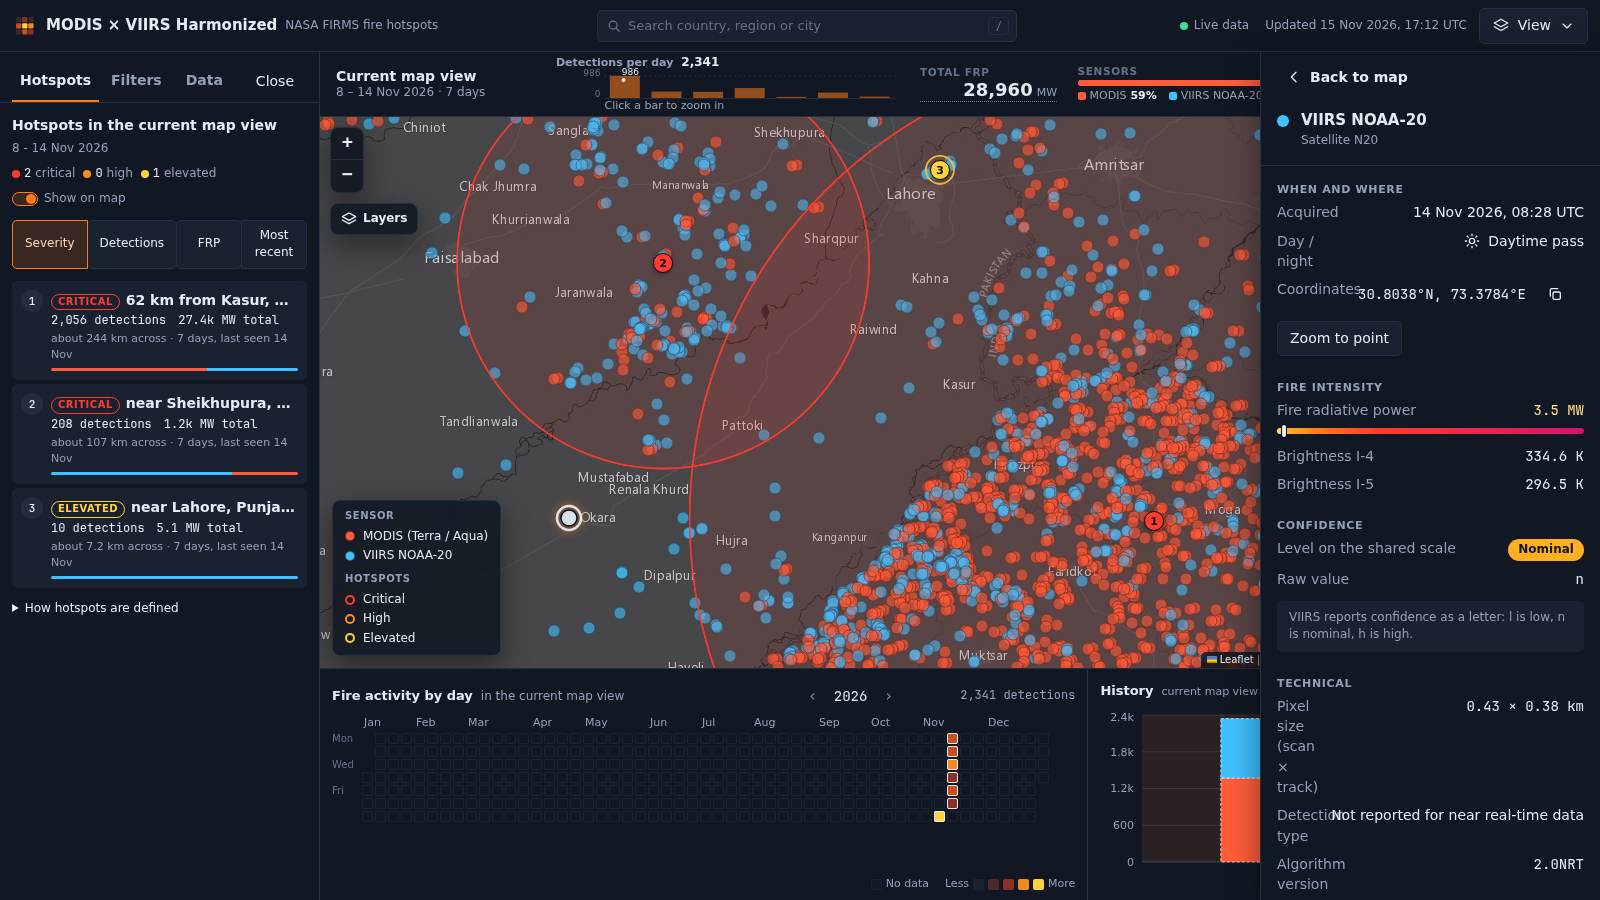 MODIS × VIIRS Harmonized
NASA FIRMS fire hotspots
Search country, region or city
/
Live data
Updated 15 Nov 2026, 17:12 UTC
View
Hotspots
Filters
Data
Close
Hotspots in the current map view
8 - 14 Nov 2026
2 critical
0 high
1 elevated
Show on map
Severity
Detections
FRP
Most recent
1
CRITICAL
62 km from Kasur, ...
2,056 detections 27.4k MW total
about 244 km across · 7 days, last seen 14
Nov
2
CRITICAL
near Sheikhupura, ...
208 detections 1.2k MW total
about 107 km across · 7 days, last seen 14
Nov
3
ELEVATED
near Lahore, Punja...
10 detections 5.1 MW total
about 7.2 km across · 7 days, last seen 14
Nov
How hotspots are defined
Current map view
8 – 14 Nov 2026 · 7 days
Detections per day 2,341
986
986
0
Click a bar to zoom in
TOTAL FRP
28,960 MW
SENSORS
MODIS 59%
VIIRS NOAA-20
+
−
Layers
Chiniot
Sangla
Shekhupura
Amritsar
Chak Jhumra
Mananwala
Lahore
3
Khurrianwala
Sharqpur
Faisalabad
2
Kahna
PAKISTAN
Jaranwala
Raiwind
INDIA
ra
Kasur
Tandlianwala
Pattoki
Mustafabad
Renala Khurd
Okara
Moga
1
Hujra
Kanganpur
a
Dipalpur
Faridkot
w
Muktsar
Haveli
Leaflet |
SENSOR
MODIS (Terra / Aqua)
VIIRS NOAA-20
HOTSPOTS
Critical
High
Elevated
Fire activity by day
in the current map view
‹ 2026 ›
2,341 detections
Jan Feb Mar Apr May Jun Jul Aug Sep Oct Nov Dec
Mon
Wed
Fri
No data
Less
More
History
current map view
2.4k
1.8k
1.2k
600
0
Back to map
VIIRS NOAA-20
Satellite N20
WHEN AND WHERE
Acquired
14 Nov 2026, 08:28 UTC
Day / night
Daytime pass
Coordinates
30.8038°N, 73.3784°E
Zoom to point
FIRE INTENSITY
Fire radiative power
3.5 MW
Brightness I-4
334.6 K
Brightness I-5
296.5 K
CONFIDENCE
Level on the shared scale
Nominal
Raw value
n
VIIRS reports confidence as a letter: l is low, n
is nominal, h is high.
TECHNICAL
Pixel size (scan × track)
0.43 × 0.38 km
Detection type
Not reported for near real-time data
Algorithm version
2.0NRT